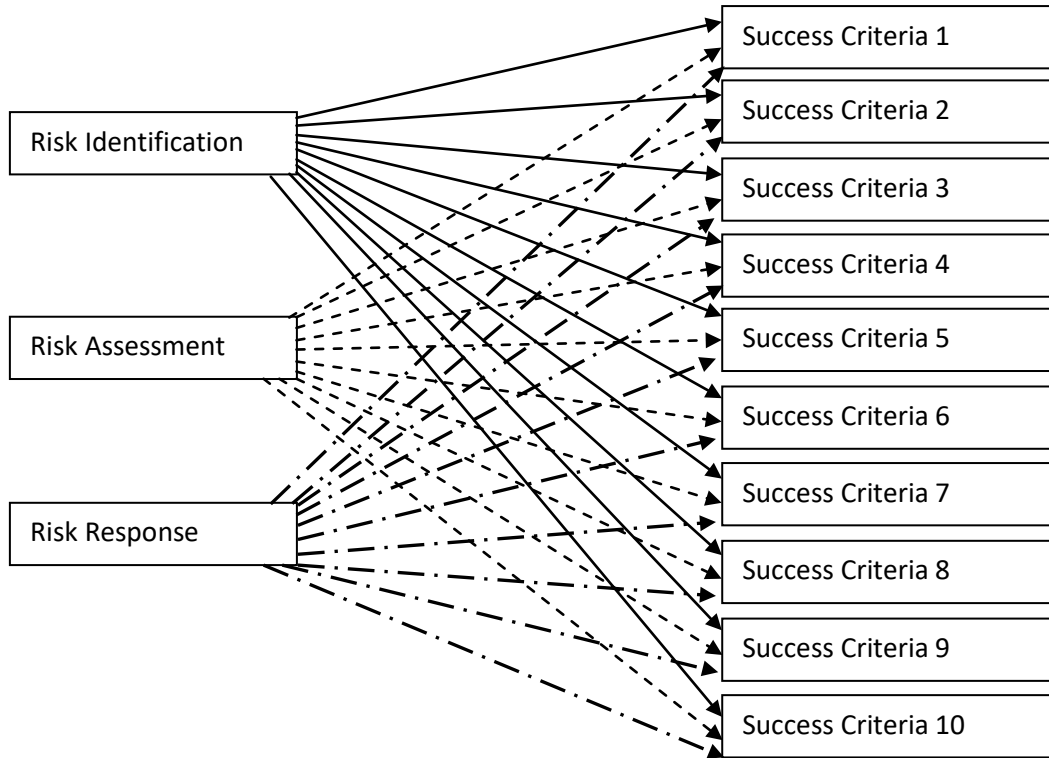 Risk Identification
Risk Assessment
Risk Response
Success Criteria 1
Success Criteria 2
Success Criteria 3
Success Criteria 4
Success Criteria 5
Success Criteria 6
Success Criteria 7
Success Criteria 8
Success Criteria 9
Success Criteria 10